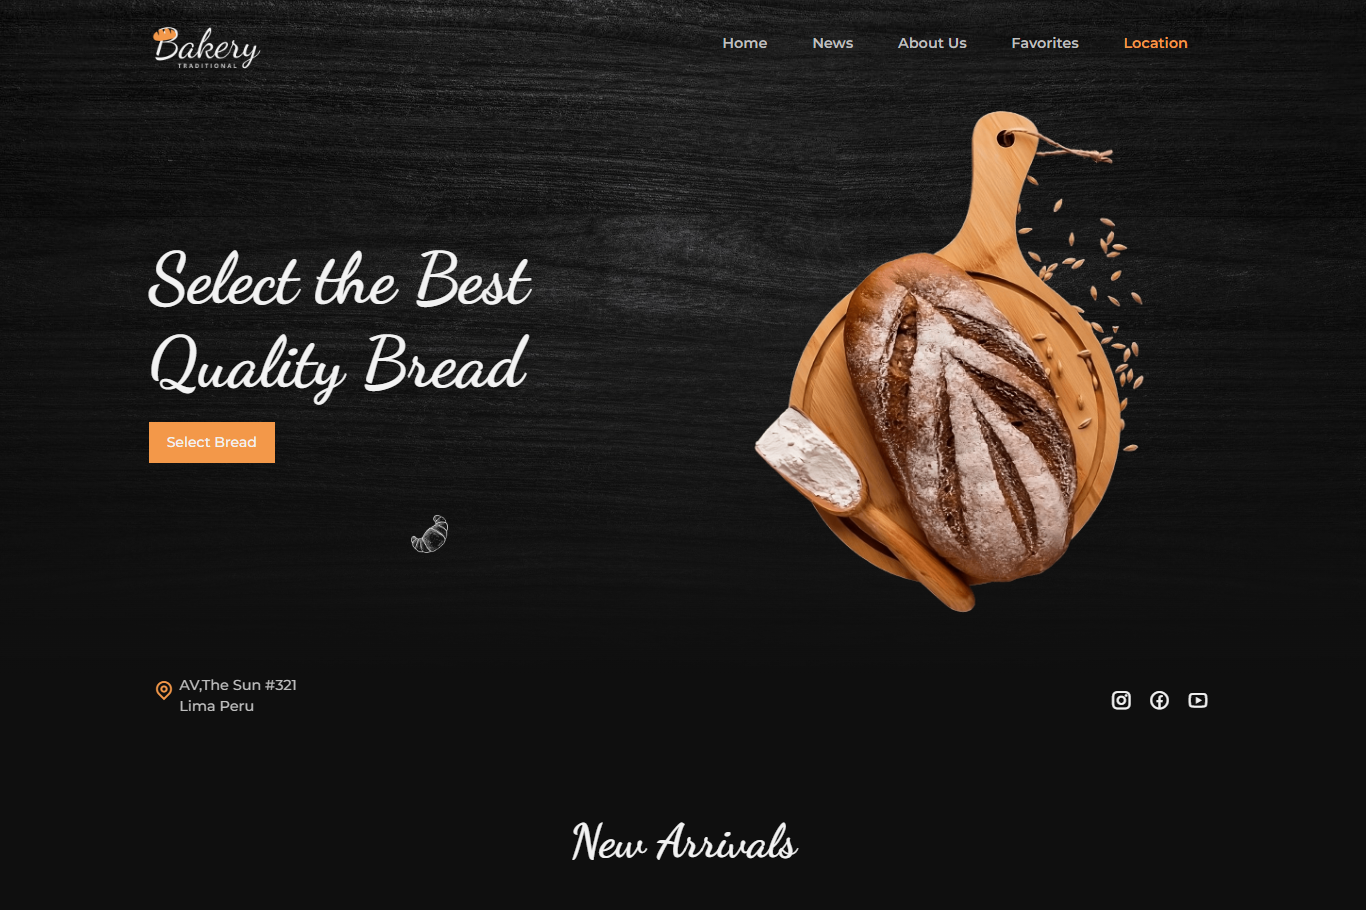 Bakery
TRADITIONAL
Home
News
About Us
Favorites
Location
Select the Best
Quality Bread
Select Bread
AV,The Sun #321
Lima Peru
New Arrivals